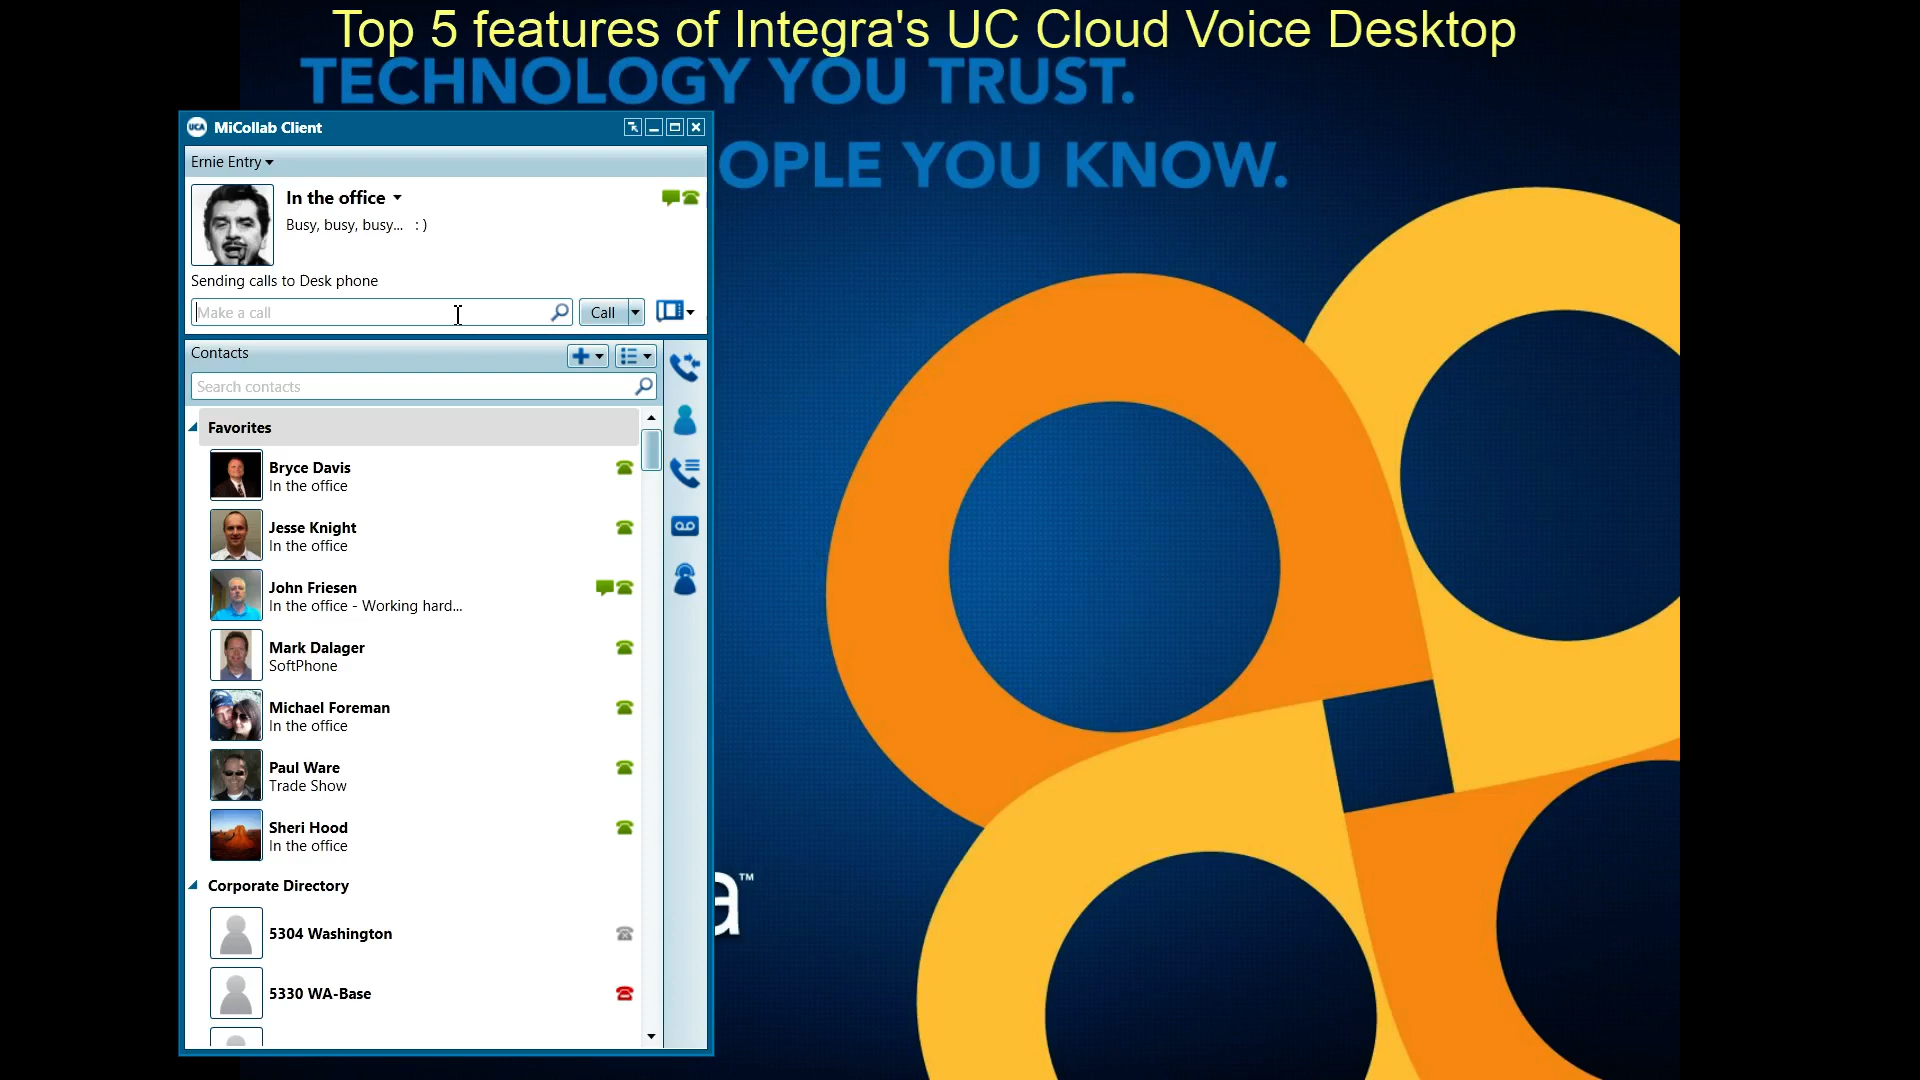 Top 5 features of Integra's UC Cloud Voice Desktop
TECHNOLOGY YOU TRUST.
OPLE YOU KNOW.
UCA MiCollab Client
Ernie Entry
In the office
Busy, busy, busy... : )
Sending calls to Desk phone
Make a call
Call
Contacts
Search contacts
Favorites
Bryce Davis
In the office
Jesse Knight
In the office
John Friesen
In the office - Working hard...
Mark Dalager
SoftPhone
Michael Foreman
In the office
Paul Ware
Trade Show
Sheri Hood
In the office
Corporate Directory
5304 Washington
5330 WA-Base
a™